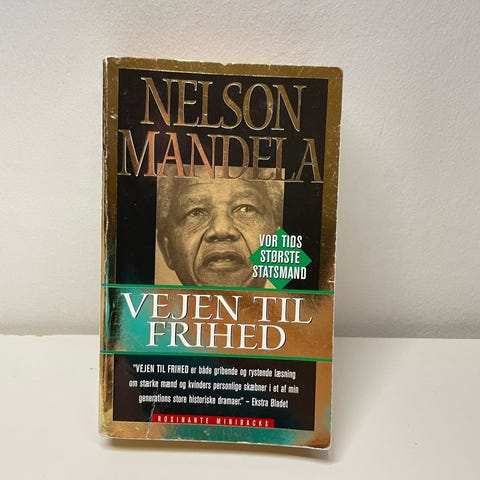 NELSON
MANDELA
VOR TIDS
STØRSTE
STATSMAND
VEJEN TIL
FRIHED
"VEJEN TIL FRIHED er både gribende og rystende læsning
om stærke mænd og kvinders personlige skæbner i et af min
generations store historiske dramaer." – Ekstra Bladet
ROSINANTE MINIBACKS